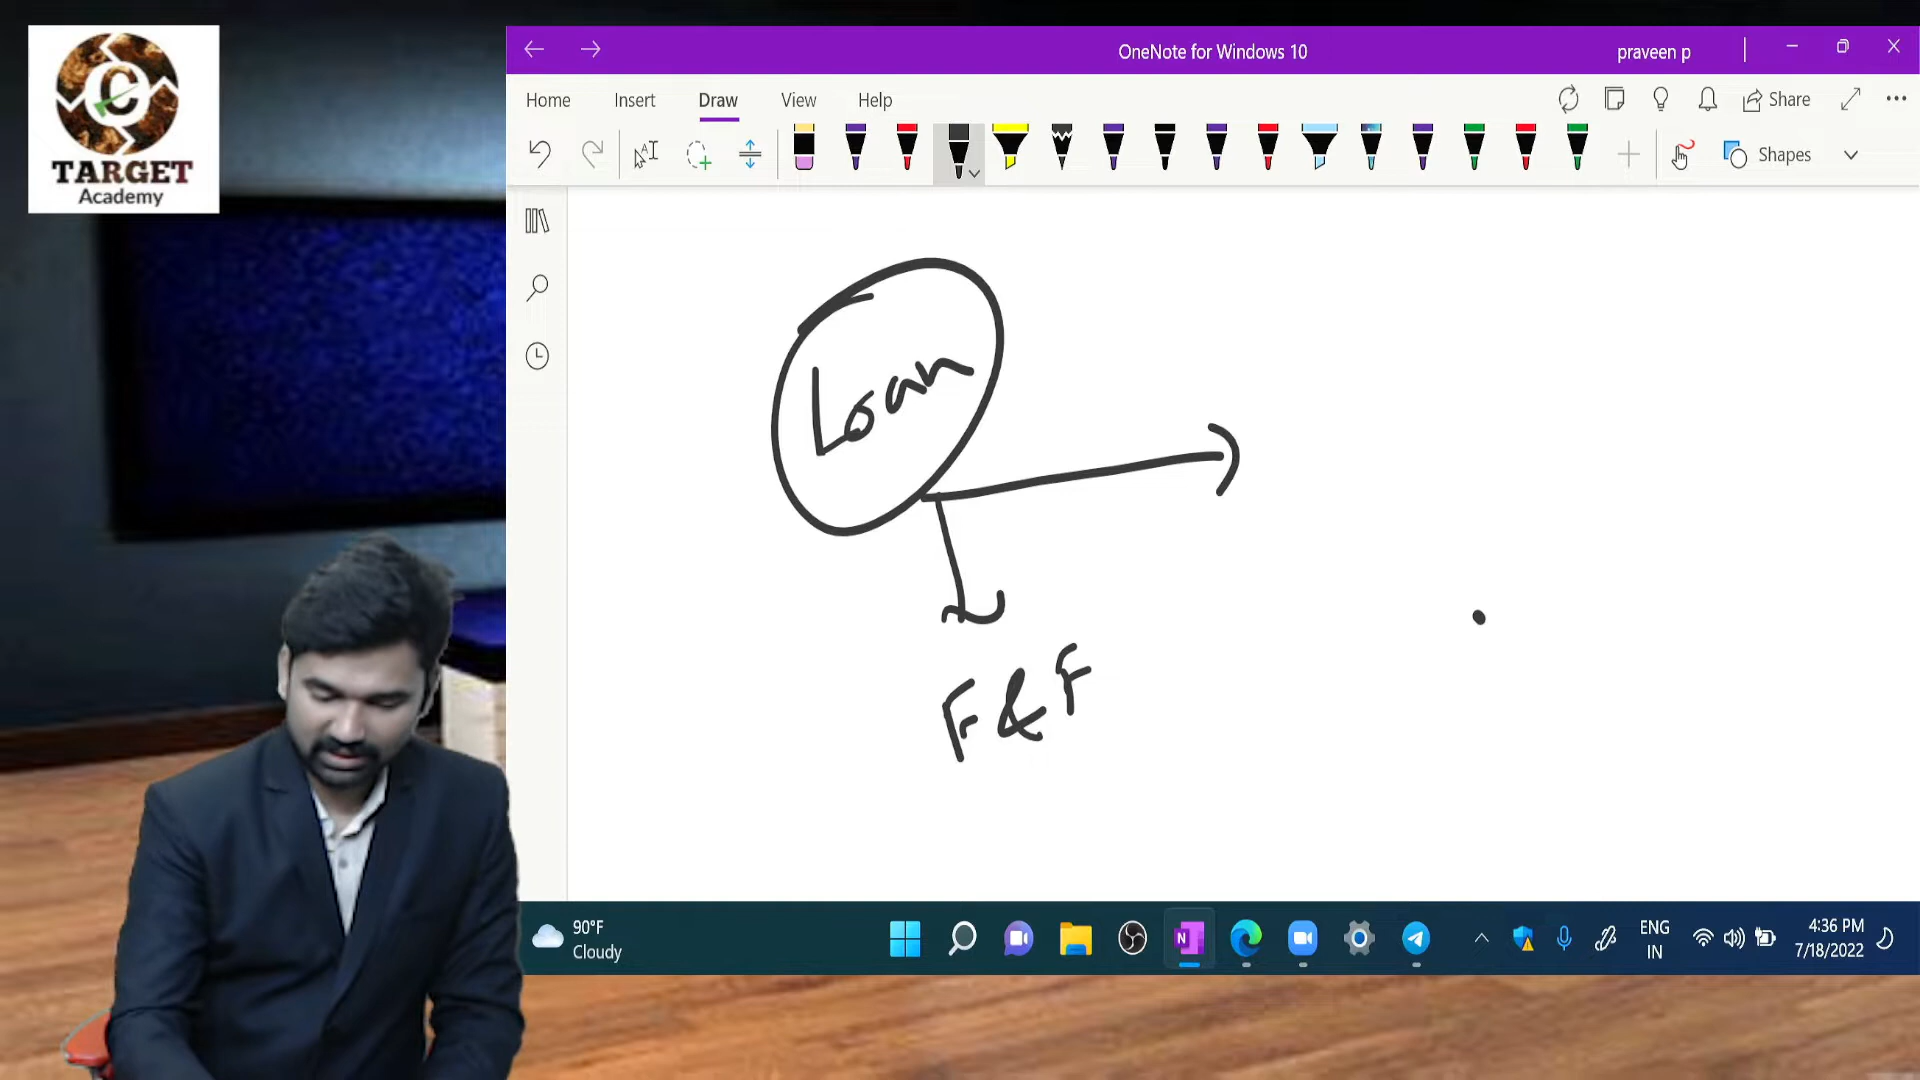 TARGET
Academy
OneNote for Windows 10
praveen p
Home Insert Draw View Help
Share
Shapes
Loan
F & F
90°F
Cloudy
ENG
IN
4:36 PM
7/18/2022